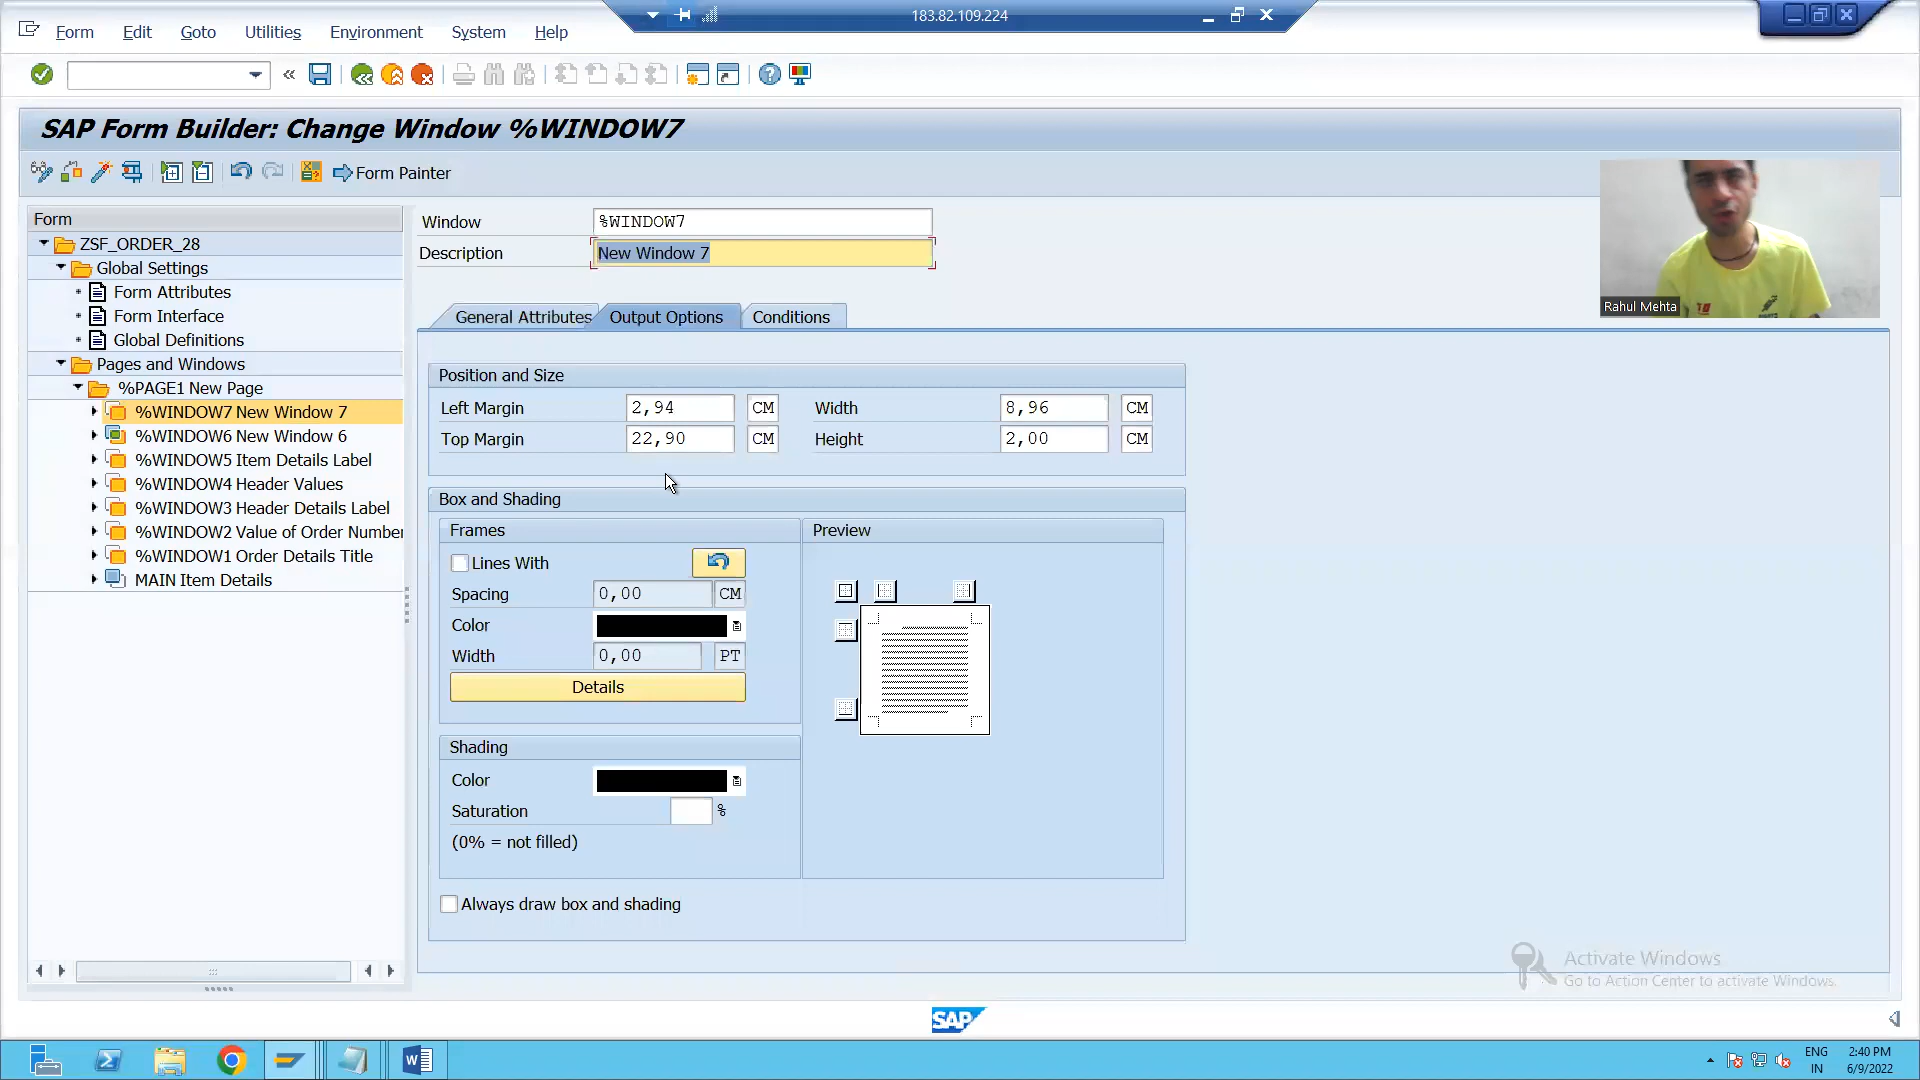 183.82.109.224
Form Edit Goto Utilities Environment System Help
SAP Form Builder: Change Window %WINDOW7
Form Painter
Form
ZSF_ORDER_28
Global Settings
Form Attributes
Form Interface
Global Definitions
Pages and Windows
%PAGE1 New Page
%WINDOW7 New Window 7
%WINDOW6 New Window 6
%WINDOW5 Item Details Label
%WINDOW4 Header Values
%WINDOW3 Header Details Label
%WINDOW2 Value of Order Number
%WINDOW1 Order Details Title
MAIN Item Details
Window %WINDOW7
Description New Window 7
General Attributes Output Options Conditions
Position and Size
Left Margin 2,94 CM Width 8,96 CM
Top Margin 22,90 CM Height 2,00 CM
Box and Shading
Frames
Lines With
Spacing 0,00 CM
Color
Width 0,00 PT
Details
Preview
Shading
Color
Saturation %
(0% = not filled)
Always draw box and shading
Rahul Mehta
Activate Windows
Go to Action Center to activate Windows.
SAP
W
ENG 2:40 PM
IN 6/9/2022